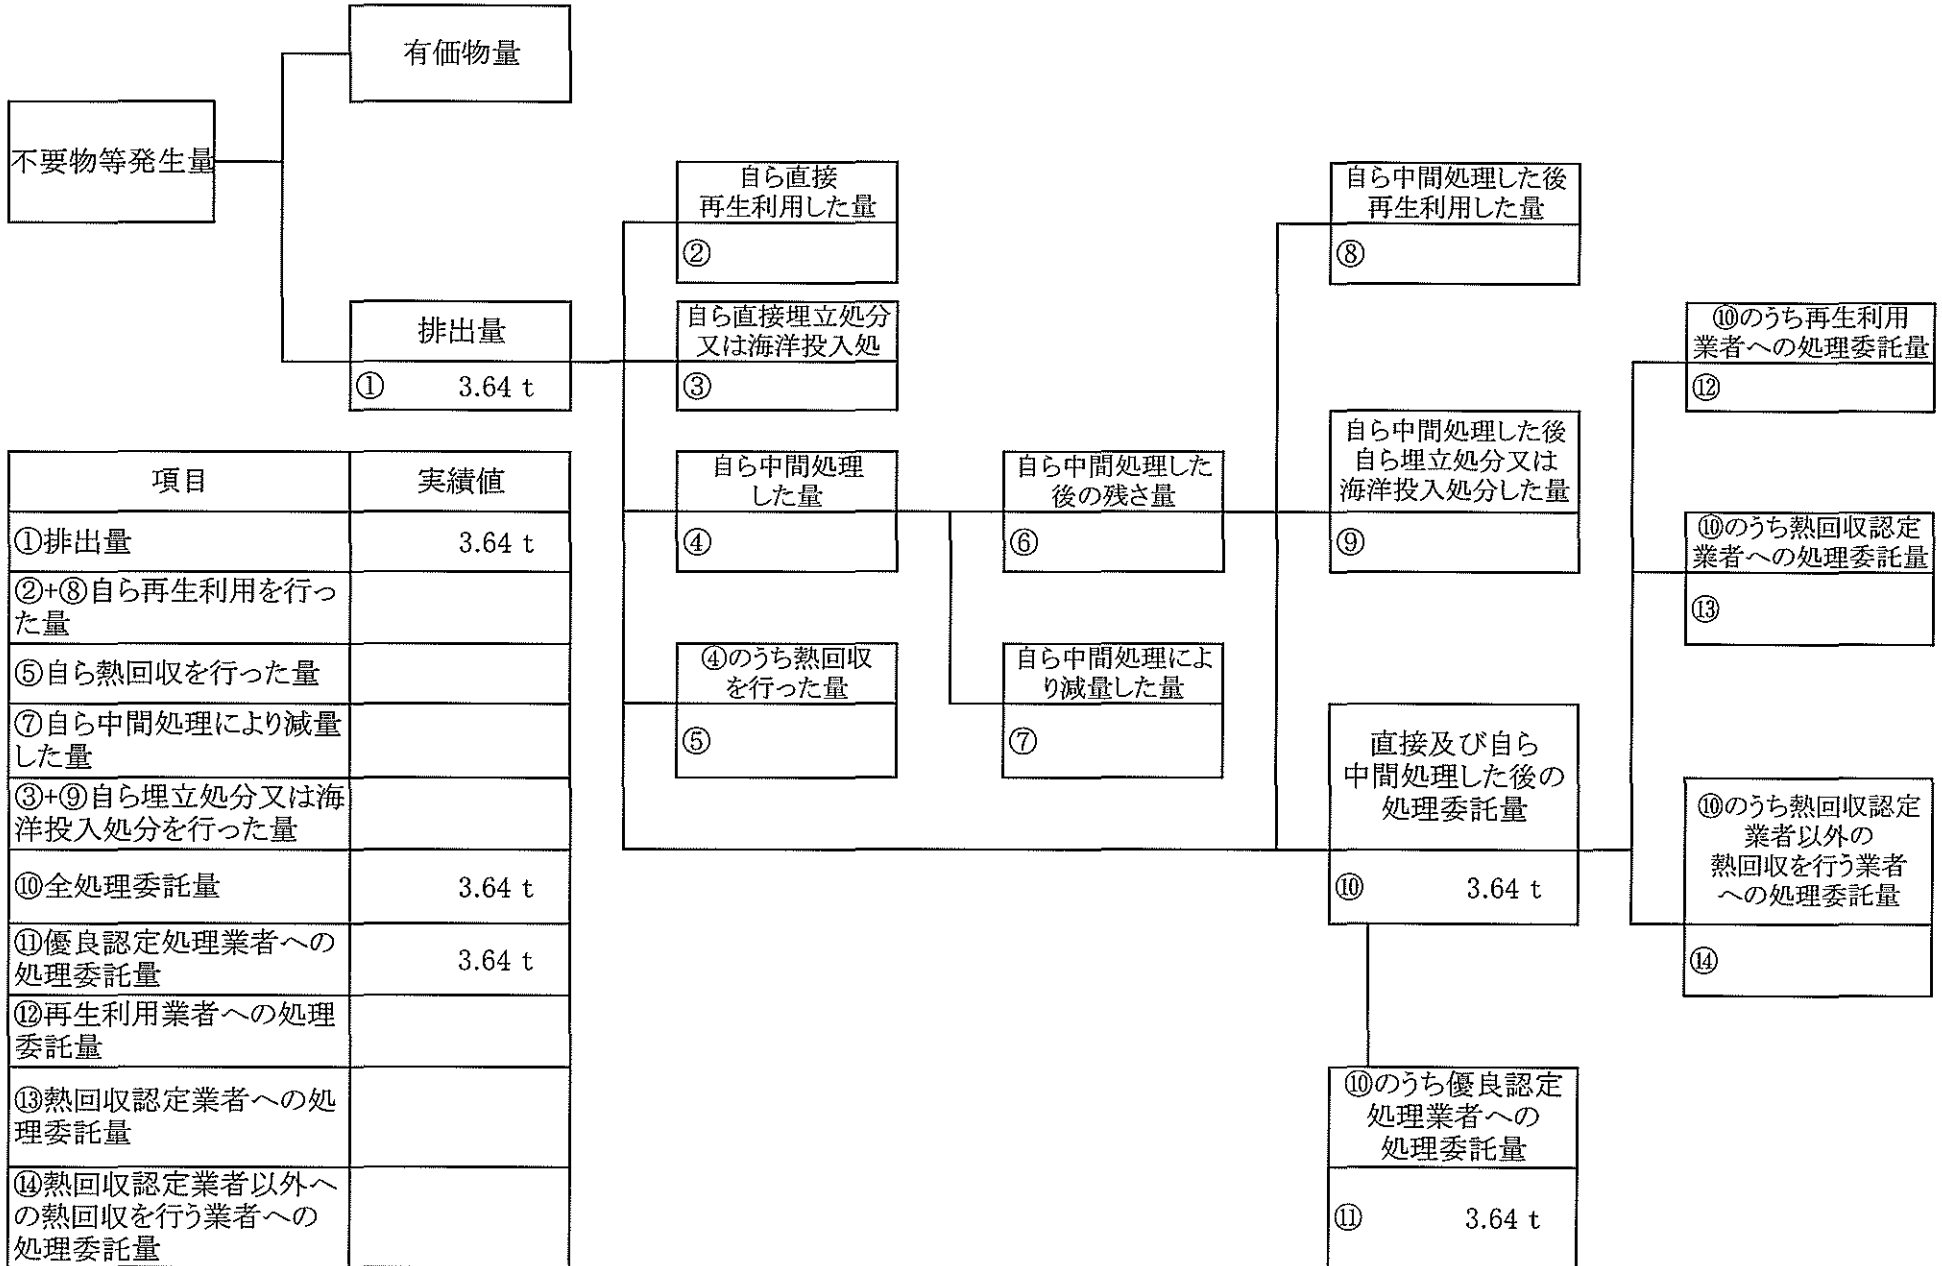 有価物量
不要物等発生量
排出量
① 3.64 t
自ら直接
再生利用した量
②
自ら直接埋立処分
又は海洋投入処
③
自ら中間処理
した量
④
④のうち熱回収
を行った量
⑤
自ら中間処理した
後の残さ量
⑥
自ら中間処理によ
り減量した量
⑦
自ら中間処理した後
再生利用した量
⑧
自ら中間処理した後
自ら埋立処分又は
海洋投入処分した量
⑨
直接及び自ら
中間処理した後の
処理委託量
⑩ 3.64 t
⑩のうち優良認定
処理業者への
処理委託量
⑪ 3.64 t
⑩のうち再生利用
業者への処理委託量
⑫
⑩のうち熱回収認定
業者への処理委託量
⑬
⑩のうち熱回収認定
業者以外の
熱回収を行う業者
への処理委託量
⑭
項目 実績値
①排出量 3.64 t
②+⑧自ら再生利用を行っ
た量
⑤自ら熱回収を行った量
⑦自ら中間処理により減量
した量
③+⑨自ら埋立処分又は海
洋投入処分を行った量
⑩全処理委託量 3.64 t
⑪優良認定処理業者への
処理委託量 3.64 t
⑫再生利用業者への処理
委託量
⑬熱回収認定業者への処
理委託量
⑭熱回収認定業者以外へ
の熱回収を行う業者への
処理委託量